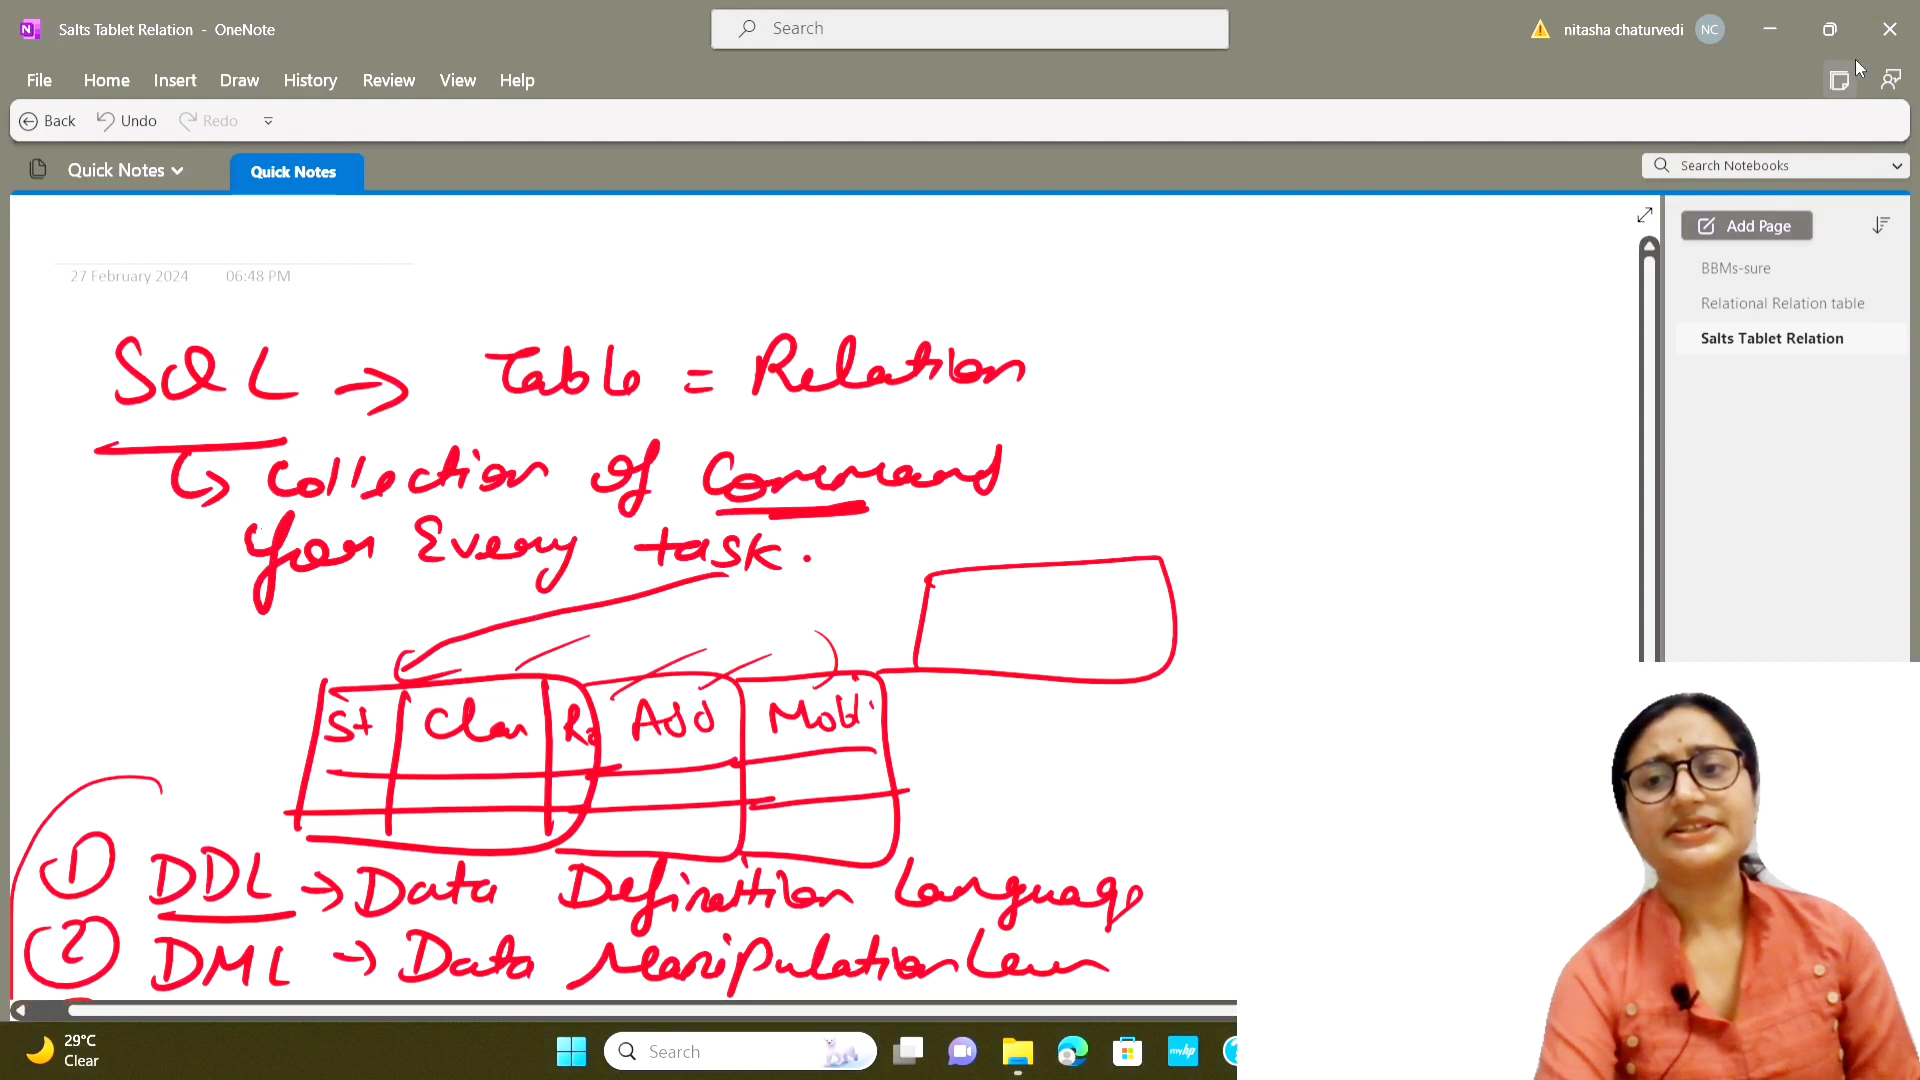 Salts Tablet Relation - OneNote
Search
nitasha chaturvedi
NC
File Home Insert Draw History Review View Help
Back Undo Redo
Quick Notes
Quick Notes
Search Notebooks
27 February 2024 06:48 PM
Add Page
BBMs-sure
Relational Relation table
Salts Tablet Relation
SQL → Table = Relation
↳ Collection of Command
for Every task.
St Clas Ro Add Mobi
① DDL → Data Definition Language
② DML → Data Manipulation Lan
29°C
Clear
Search
myhp